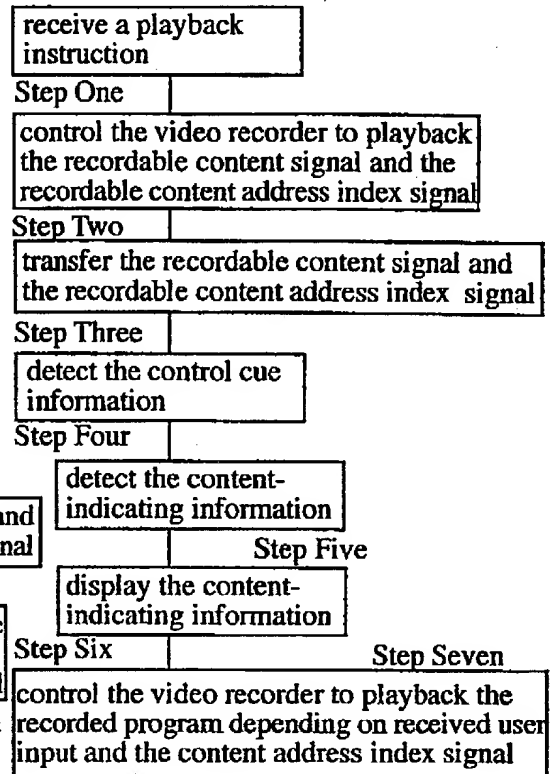 receive a playback
instruction
Step One
control the video recorder to playback
the recordable content signal and the
recordable content address index signal
Step Two
transfer the recordable content signal and
the recordable content address index signal
Step Three
detect the control cue
information
Step Four
detect the content-
indicating information
and
nal
Step Five
display the content-
indicating information
Step Six
Step Seven
control the video recorder to playback the
recorded program depending on received user
input and the content address index signal